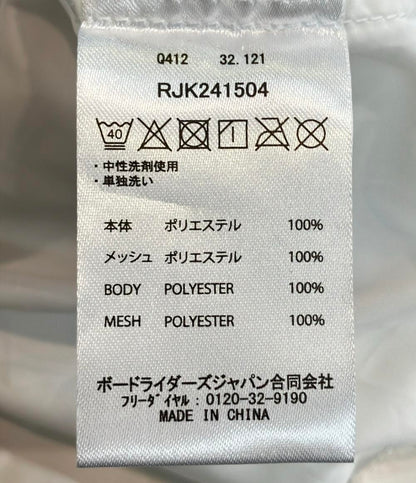 Q412 32. 121
RJK241504
40
・中性洗剤使用
・単独洗い
本体 ポリエステル 100%
メッシュ ポリエステル 100%
BODY POLYESTER 100%
MESH POLYESTER 100%
ボードライダーズジャパン合同会社
フリーダイヤル：0120-32-9190
MADE IN CHINA